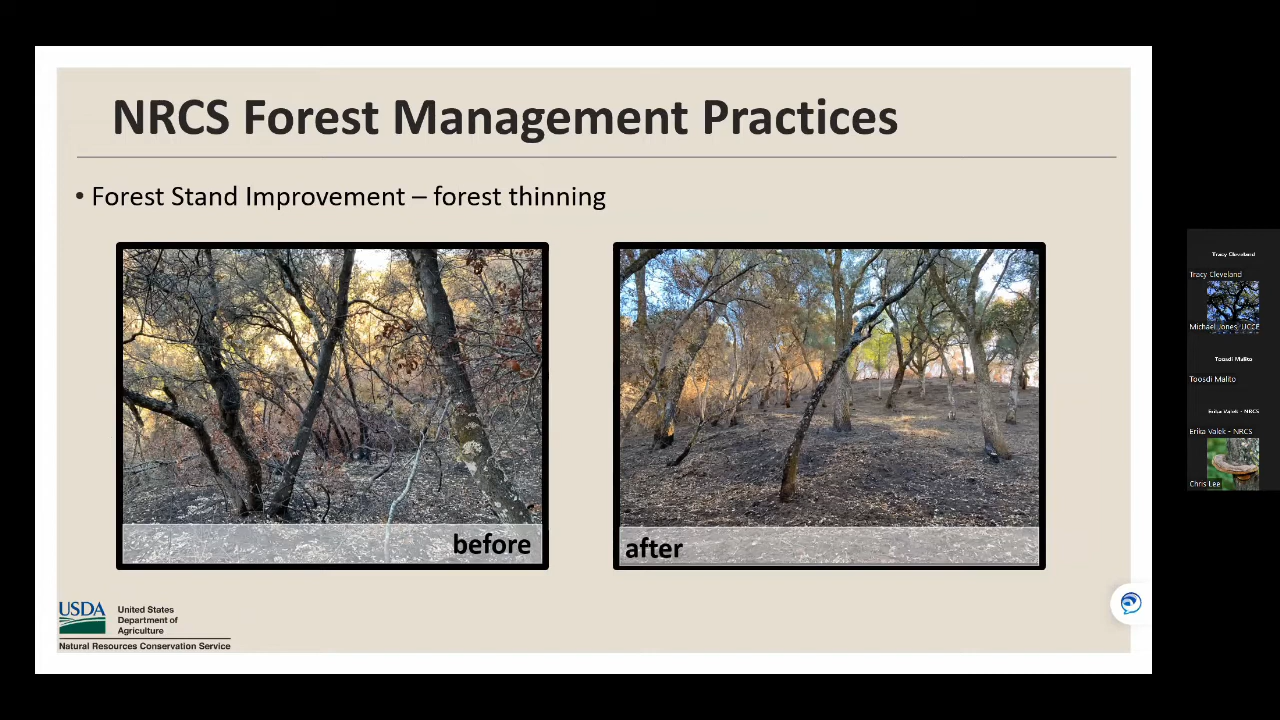 NRCS Forest Management Practices
• Forest Stand Improvement – forest thinning
before
after
USDA
United States
Department of
Agriculture
Natural Resources Conservation Service
Tracy Cleveland
Tracy Cleveland
Michael Jones, UCCE
Toosdi Malito
Toosdi Malito
Erika Valek - NRCS
Erika Valek - NRCS
Chris Lee